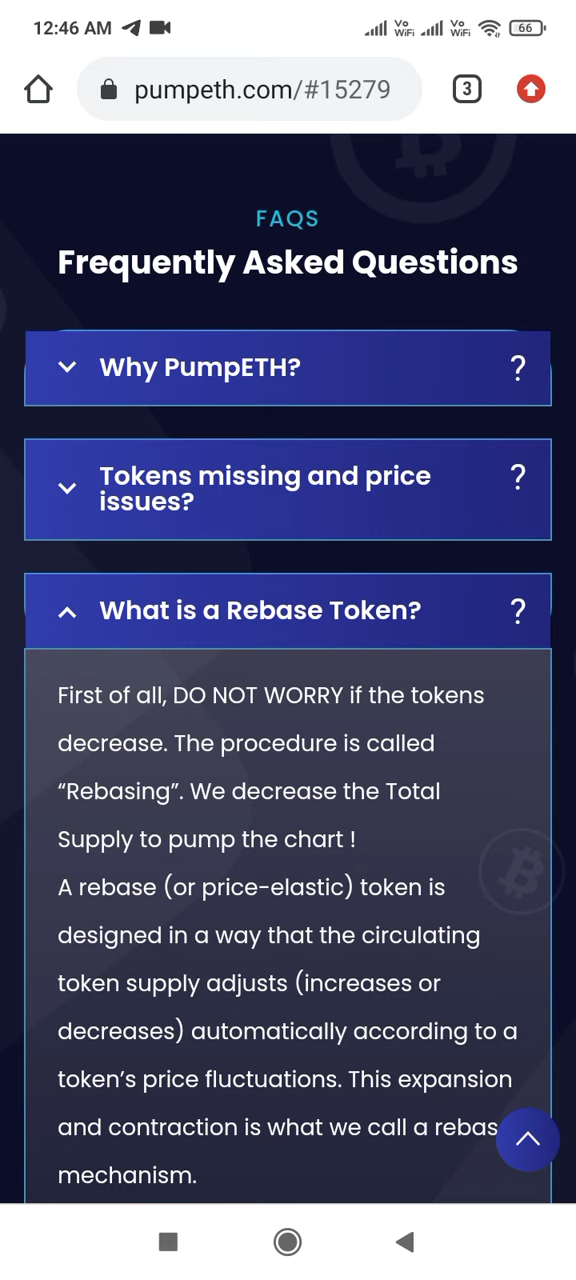 12:46 AM
Vo WiFi
Vo WiFi
66
pumpeth.com/#15279
3
FAQS
Frequently Asked Questions
Why PumpETH?
?
Tokens missing and price
issues?
?
What is a Rebase Token?
?
First of all, DO NOT WORRY if the tokens
decrease. The procedure is called
“Rebasing”. We decrease the Total
Supply to pump the chart !
A rebase (or price-elastic) token is
designed in a way that the circulating
token supply adjusts (increases or
decreases) automatically according to a
token’s price fluctuations. This expansion
and contraction is what we call a rebas
mechanism.